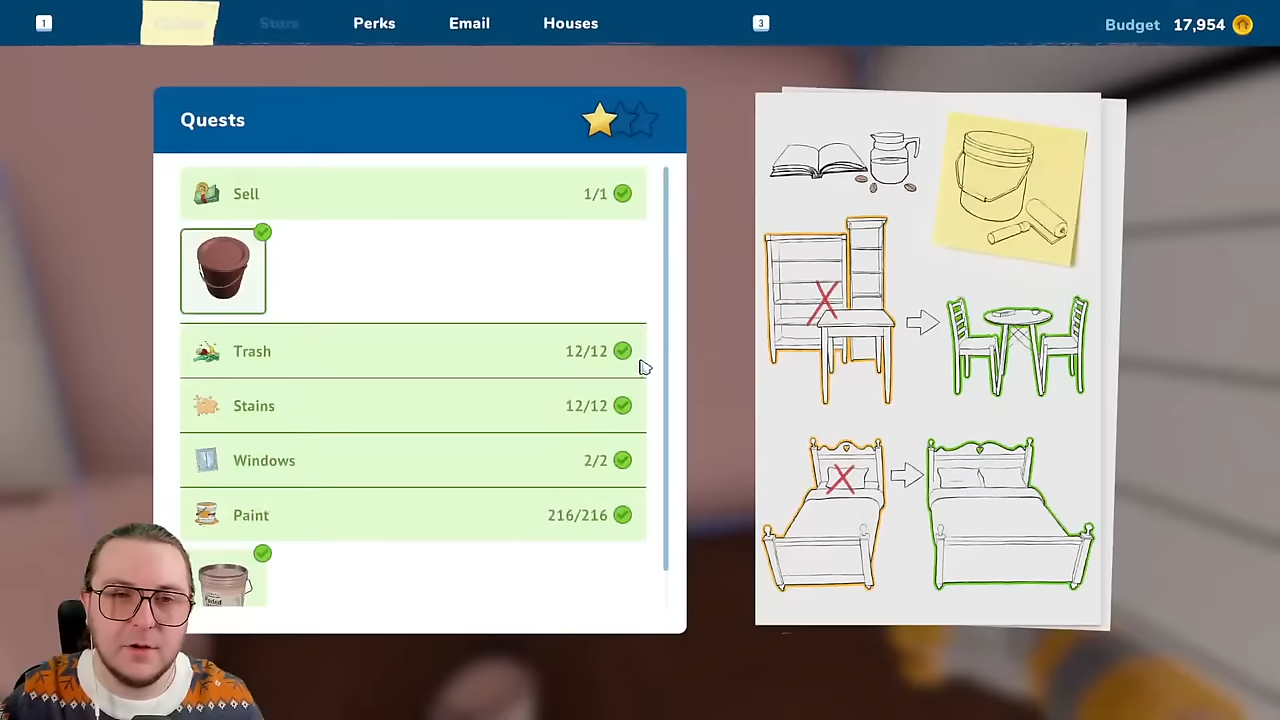 1
Perks
Email
Houses
3
Budget 17,954
Quests
Sell 1/1
Trash 12/12
Stains 12/12
Windows 2/2
Paint 216/216